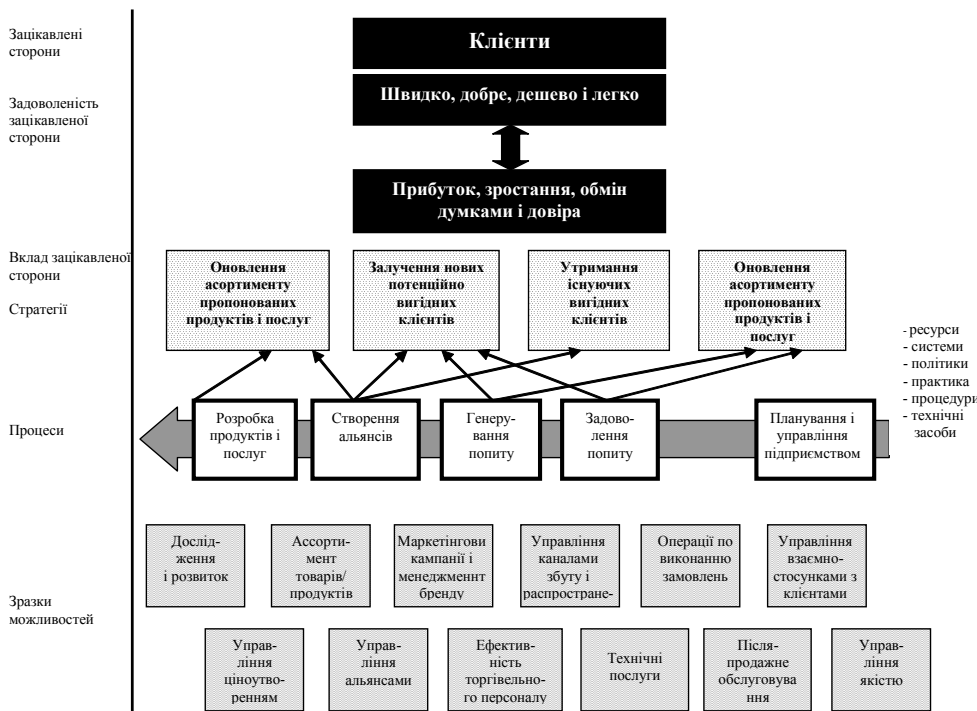 Зацікавлені
сторони
Клієнти
Задоволеність
зацікавленої
сторони
Швидко, добре, дешево і легко
Прибуток, зростання, обмін
думками і довіра
Вклад зацікавленої
сторони
Стратегії
Оновлення
асортименту
пропонованих
продуктів і послуг
Залучення нових
потенційно
вигідних
клієнтів
Утримання
існуючих
вигідних
клієнтів
Оновлення
асортименту
пропонованих
продуктів і
послуг
- ресурси
- системи
- політики
- практика
- процедури
- технічні
засоби
Процеси
Розробка
продуктів і
послуг
Створення
альянсів
Генерування
попиту
Задово-
лення
попиту
Планування і
управління
підприємством
Зразки
можливостей
Дослід-
ження
і розвиток
Ассорти-
мент
товарів/
продуктів
Маркетінгови
кампанії і
менеджменнт
бренду
Управління
каналами
збуту і
распростране-
Операції по
виконанню
замовлень
Управління
взаємно-
стосунками з
клієнтами
Управ-
ління
ціноутво-
ренням
Управ-
ління
альянсами
Ефектив-
ність
торгівельно-
го персоналу
Технічні
послуги
Після-
продажне
обслуговув
ання
Управ-
ління
якістю